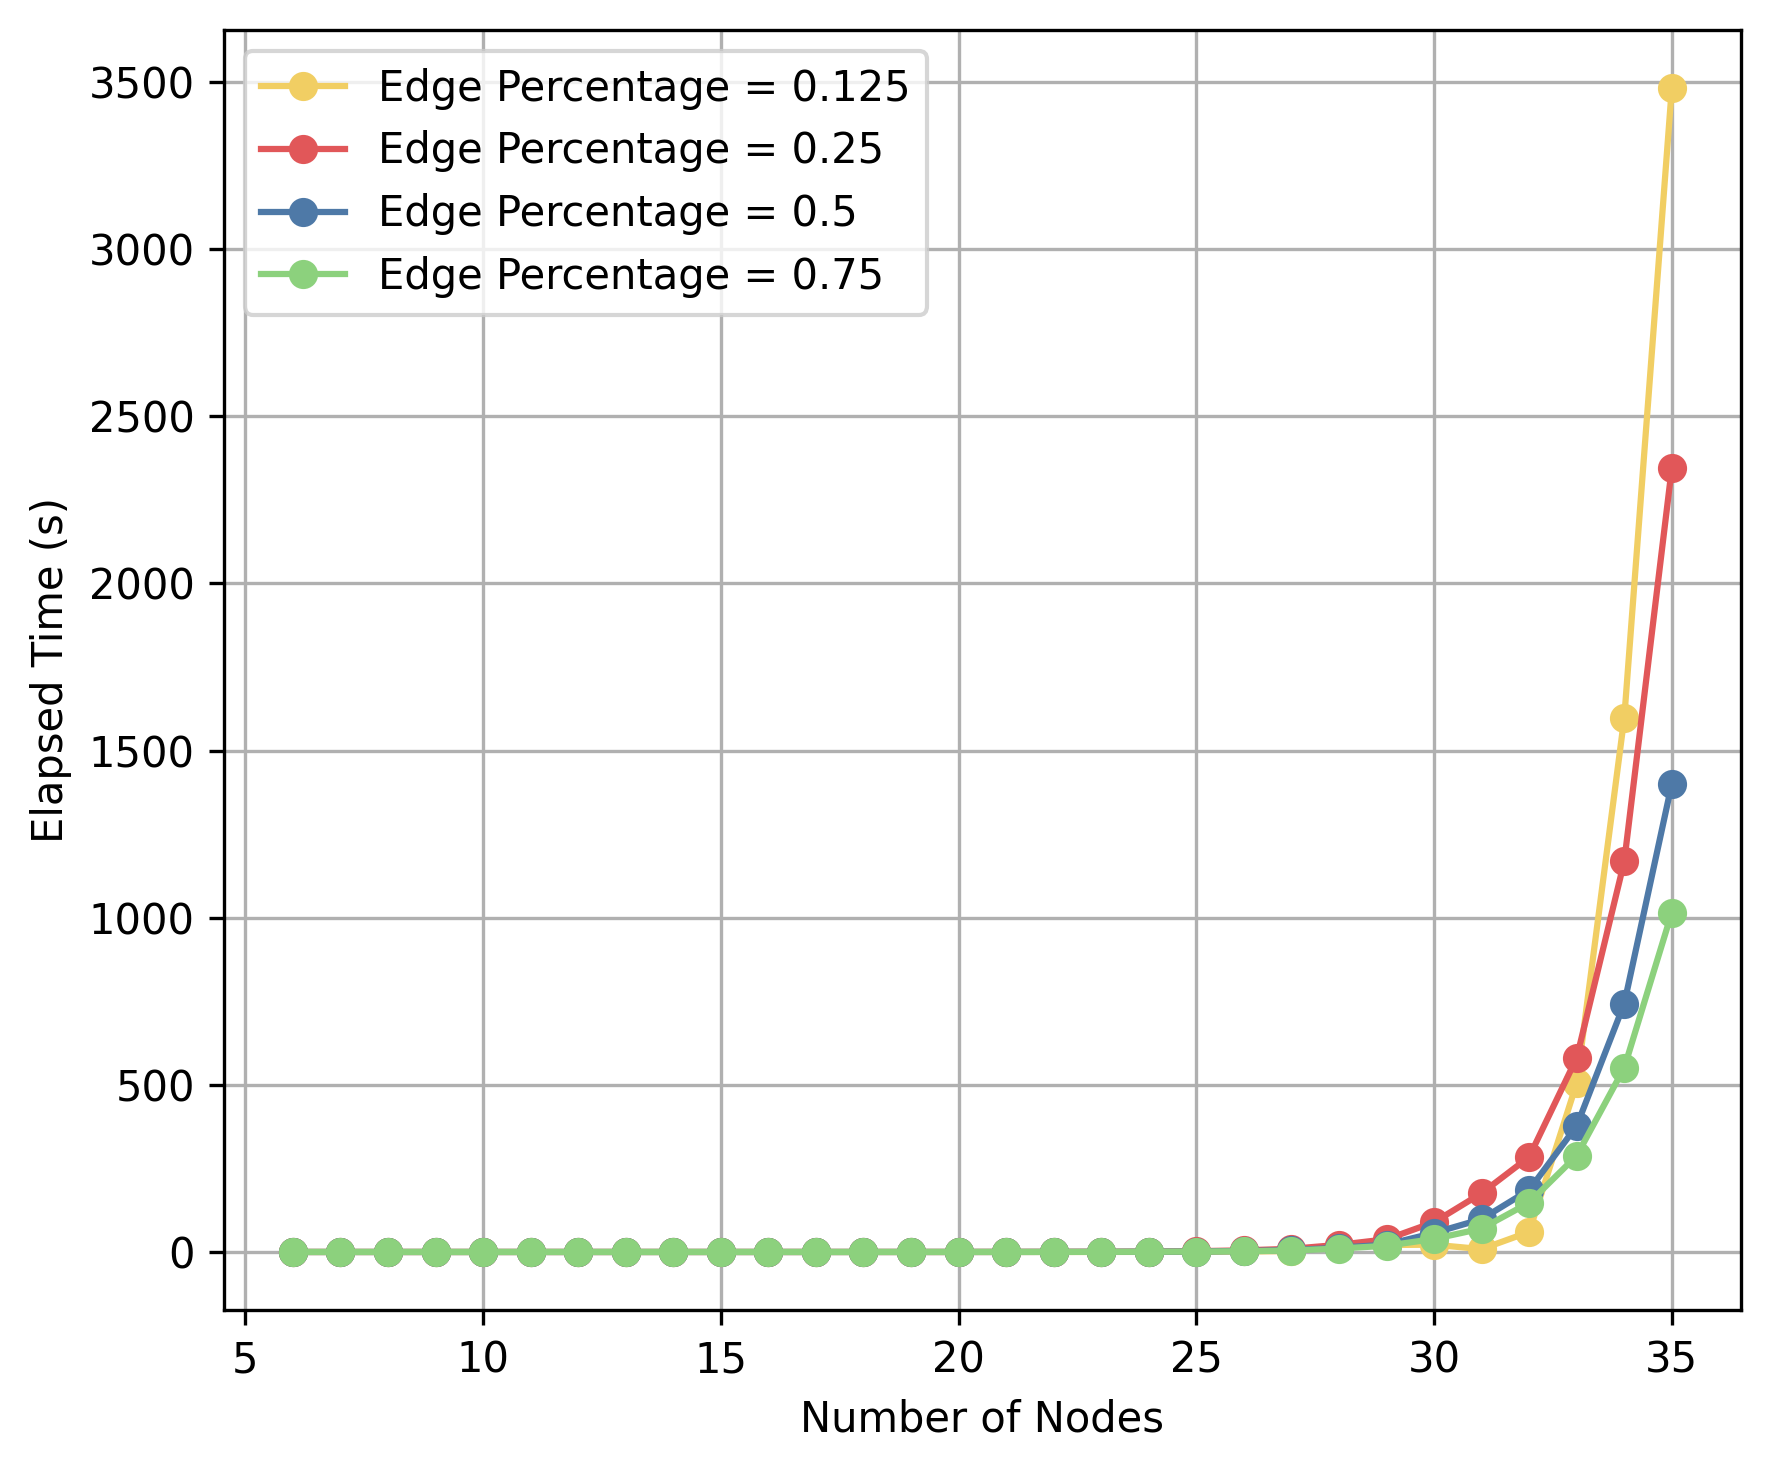 Edge Percentage = 0.125
Edge Percentage = 0.25
Edge Percentage = 0.5
Edge Percentage = 0.75
3500
3000
2500
2000
1500
1000
500
0
Elapsed Time (s)
5 10 15 20 25 30 35
Number of Nodes